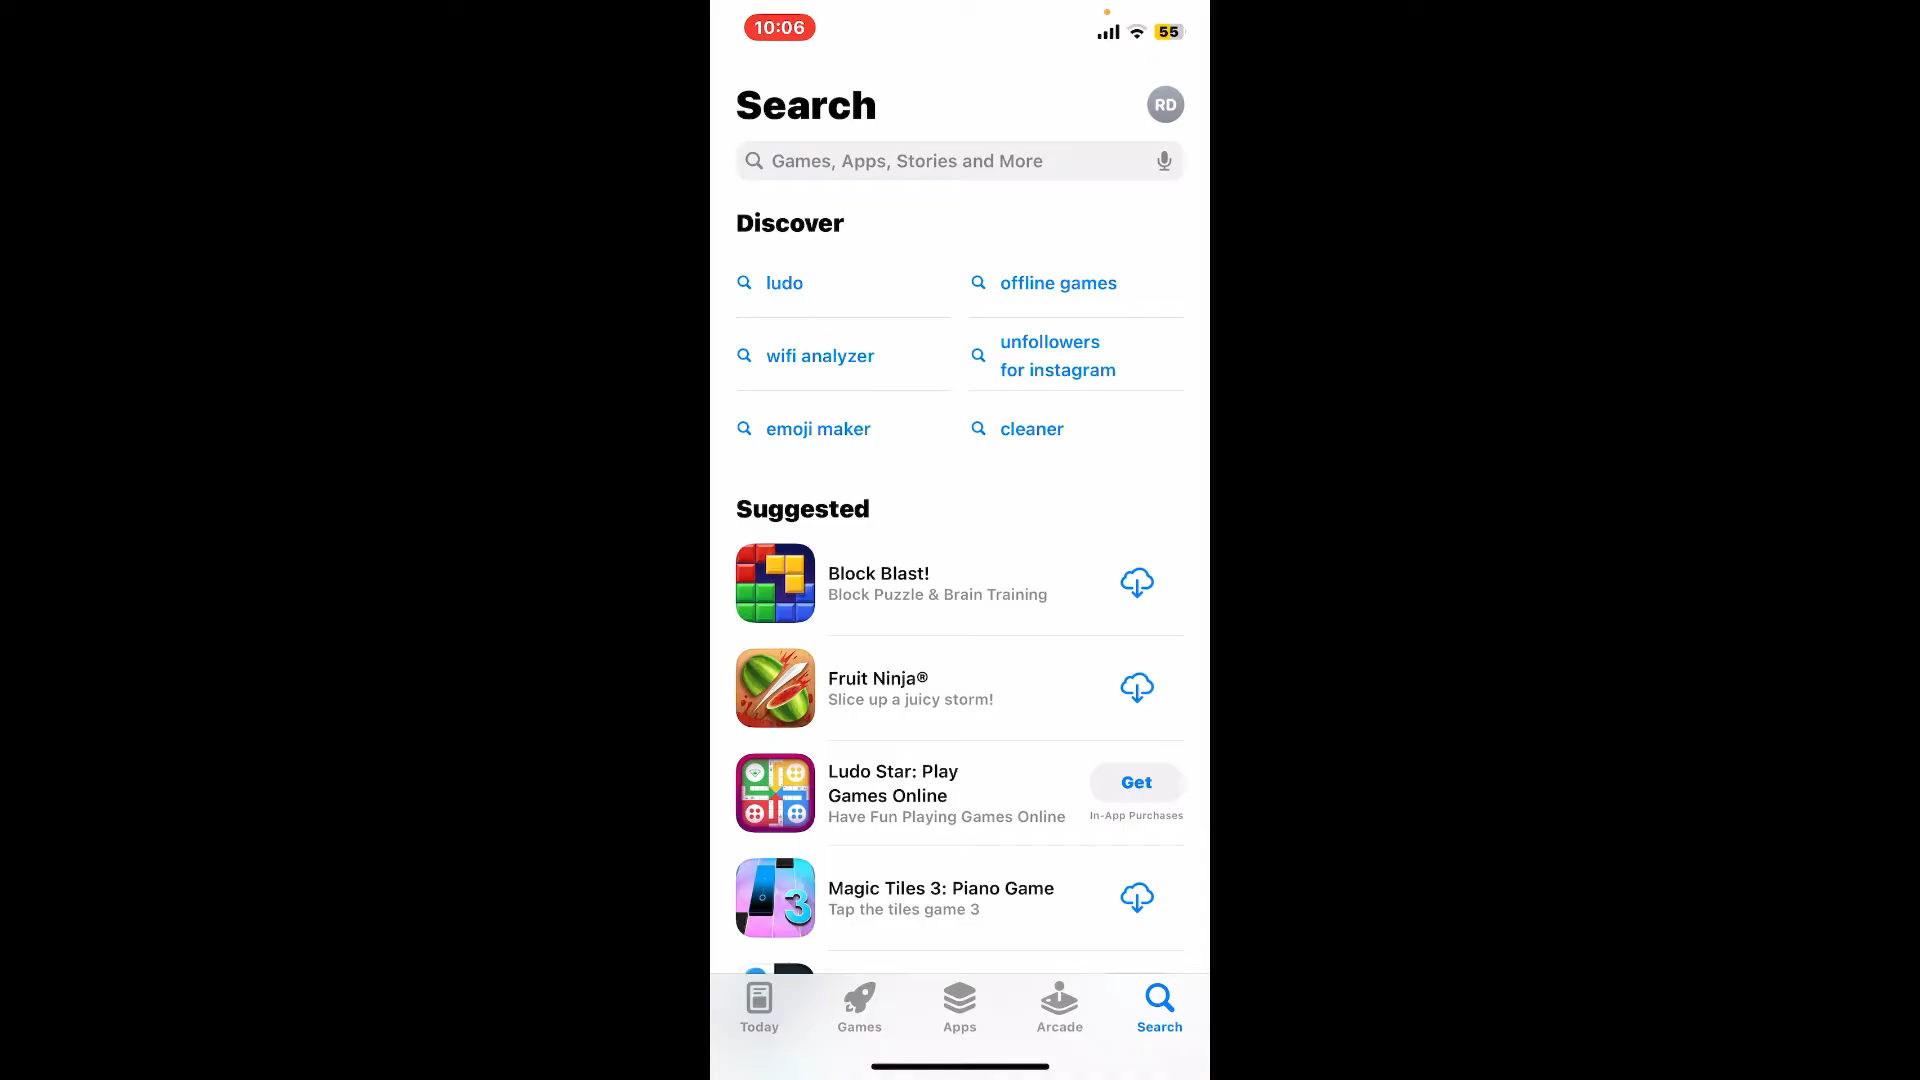 10:06
55
Search
RD
Games, Apps, Stories and More
Discover
ludo
offline games
wifi analyzer
unfollowers
for instagram
emoji maker
cleaner
Suggested
Block Blast!
Block Puzzle & Brain Training
Fruit Ninja®
Slice up a juicy storm!
Ludo Star: Play
Games Online
Have Fun Playing Games Online
Get
In-App Purchases
3
Magic Tiles 3: Piano Game
Tap the tiles game 3
Today
Games
Apps
Arcade
Search